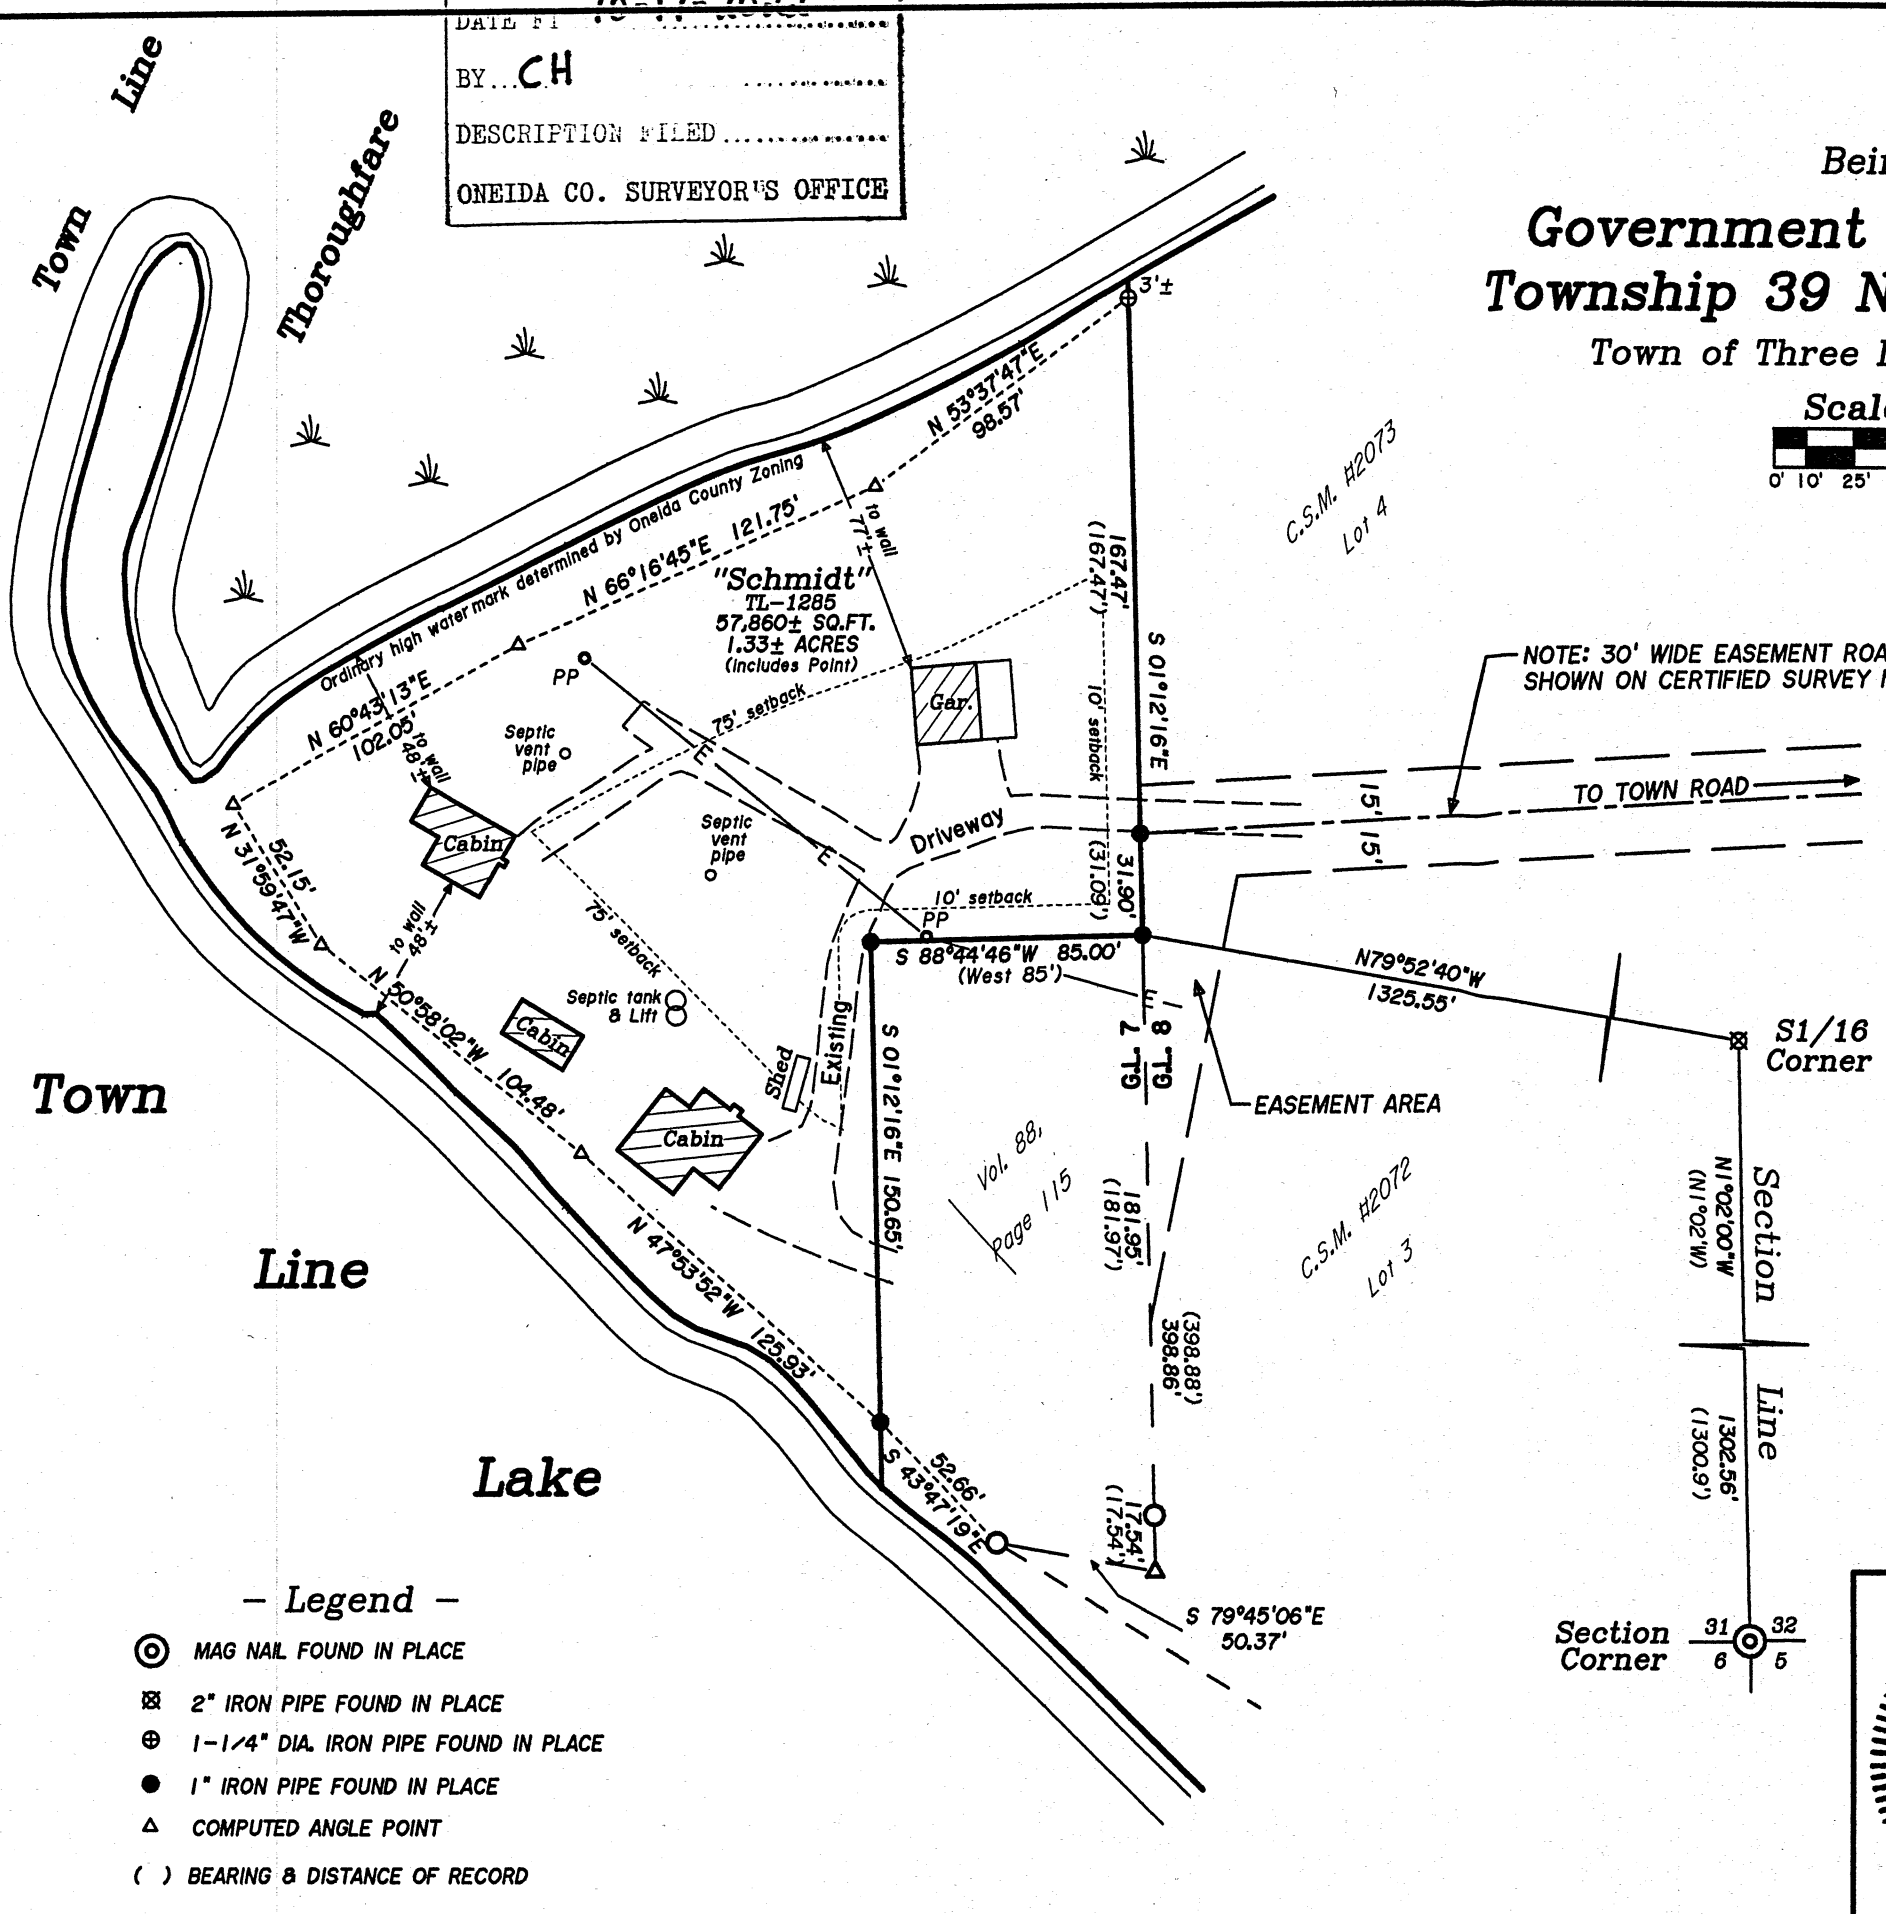 DATE
BY... CH
DESCRIPTION FILED
ONEIDA CO. SURVEYOR'S OFFICE
Town Line
Thoroughfare
Government
Township 39 N
Town of Three
0' 10' 25'
3'±
N 53°37'47"E
98.57'
Ordinary high water mark determined by Oneida County Zoning
N 66°16'45"E 121.75'
to wall
77'±
"Schmidt"
TL-1285
57,860± SQ.FT.
1.33± ACRES
(includes Point)
167.47'
(167.47')
S 01°12'16"E
10' setback
C.S.M. #2073
Lot 4
NOTE: 30' WIDE EASEMENT
SHOWN ON CERTIFIED SURVEY
N 60°43'13"E
102.05'
to wall
48'±
PP
75' setback
Gar.
Septic
vent
pipe
E
TO TOWN ROAD
15'
15'
Driveway
Cabin
Septic
vent
pipe
E
31.90'
(31.09')
52.15'
N 31°59'47"W
to wall
48'±
75' setback
10' setback
PP
S 88°44'46"W 85.00'
(West 85')
E
N79°52'40"W
1325.55'
N 50°58'02"W 104.48'
Septic tank
& Lift
Cabin
Existing
Shed
G.L. 7
G.L. 8
S1/16
Corner
EASEMENT AREA
Cabin
S 01°12'16"E 150.65'
Vol. 88,
Page 115
181.95'
(181.97')
C.S.M. #2072
Lot 3
N1°02'00"W
(N1°02'W)
Section
Line
N 47°53'52"W 125.93'
(398.88')
398.86'
1302.56'
(1300.9')
Town
Line
Lake
52.66'
S 43°47'19"E
17.54'
(17.54')
S 79°45'06"E
50.37'
Section
Corner
31 32
6 5
– Legend –
MAG NAIL FOUND IN PLACE
2" IRON PIPE FOUND IN PLACE
1-1/4" DIA. IRON PIPE FOUND IN PLACE
1" IRON PIPE FOUND IN PLACE
COMPUTED ANGLE POINT
( ) BEARING & DISTANCE OF RECORD